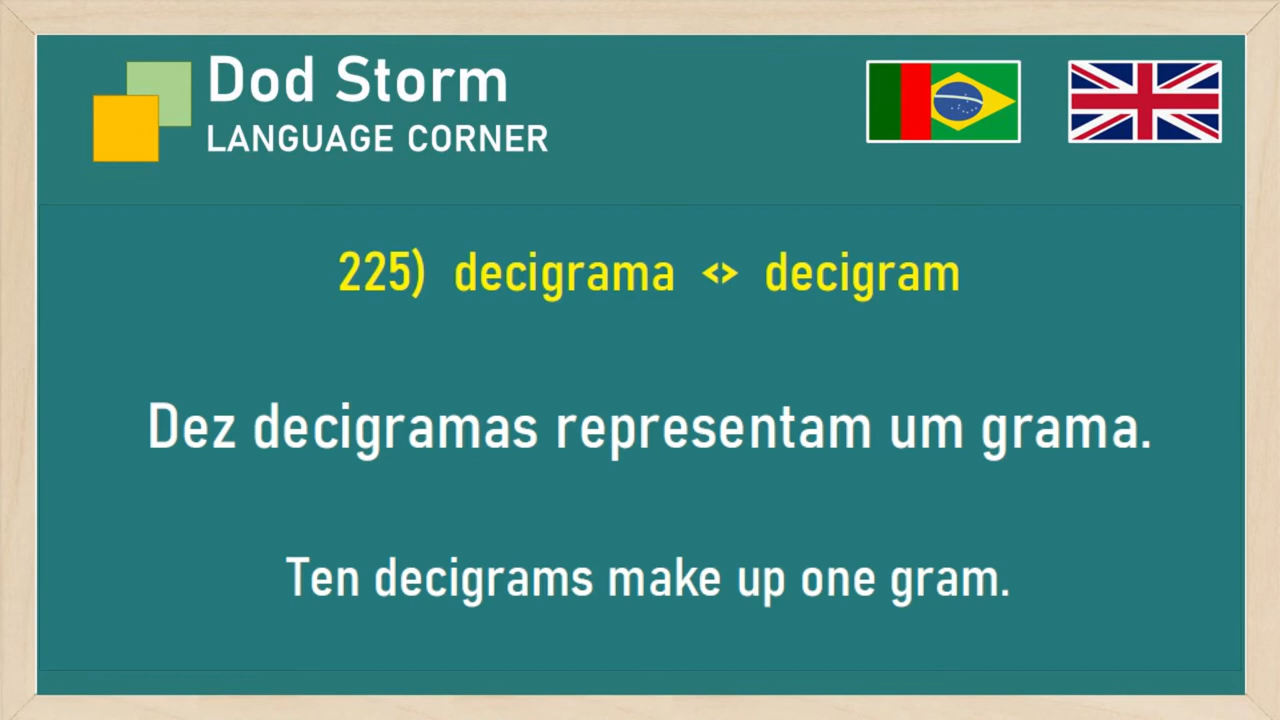 Dod Storm
LANGUAGE CORNER
225) decigrama <> decigram
Dez decigramas representam um grama.
Ten decigrams make up one gram.